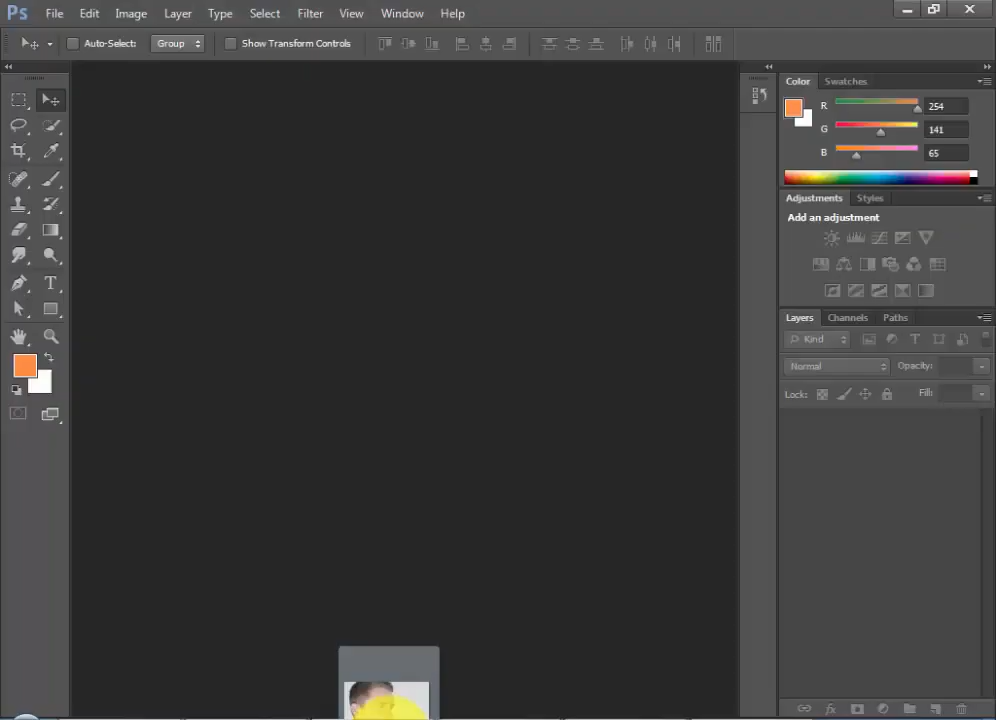 Ps File Edit Image Layer Type Select Filter View Window Help
Auto-Select: Group Show Transform Controls
Color Swatches
R 254
G 141
B 65
Adjustments Styles
Add an adjustment
Layers Channels Paths
Kind
Normal Opacity:
Lock: Fill:
T